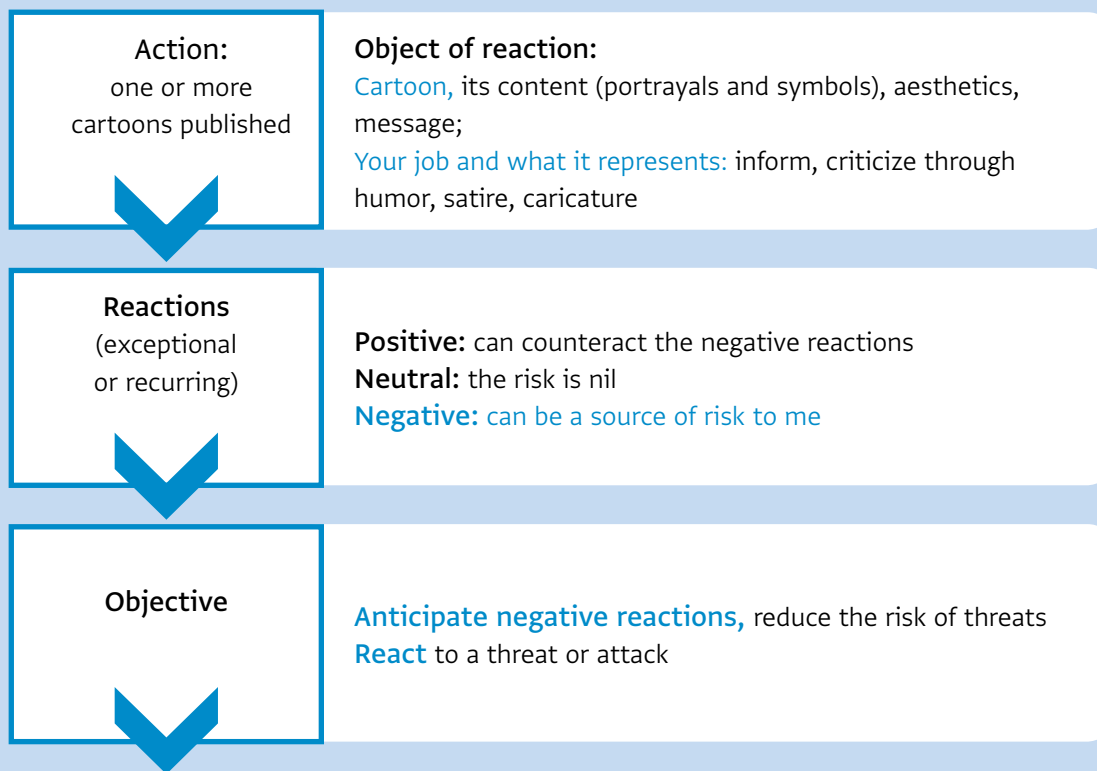 Action:
one or more
cartoons published
Object of reaction:
Cartoon, its content (portrayals and symbols), aesthetics,
message;
Your job and what it represents: inform, criticize through
humor, satire, caricature
Reactions
(exceptional
or recurring)
Positive: can counteract the negative reactions
Neutral: the risk is nil
Negative: can be a source of risk to me
Objective
Anticipate negative reactions, reduce the risk of threats
React to a threat or attack